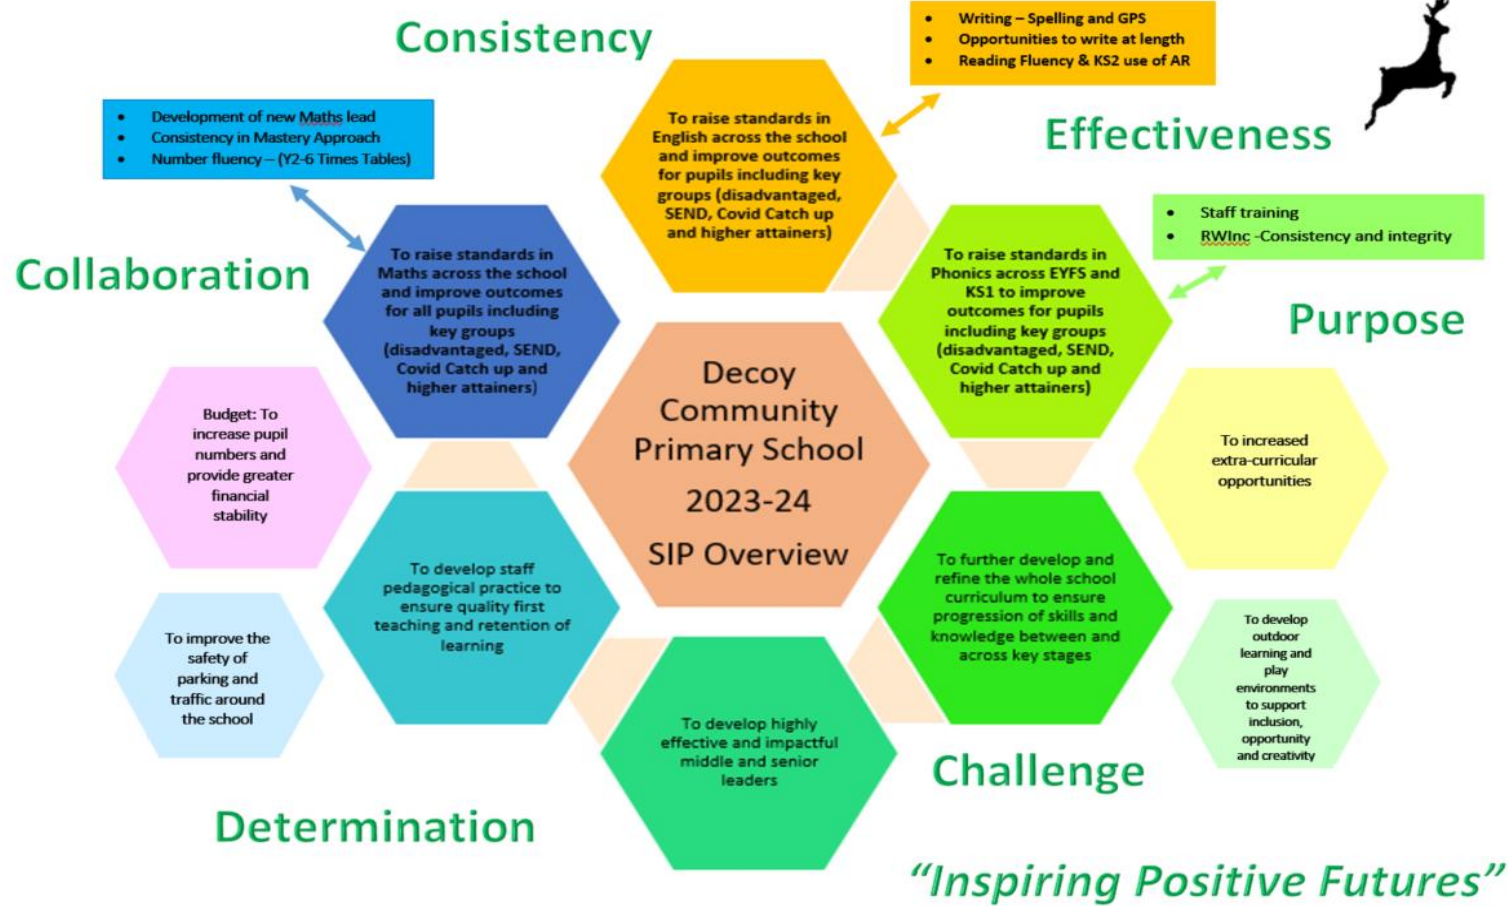 Consistency
• Writing – Spelling and GPS
• Opportunities to write at length
• Reading Fluency & KS2 use of AR
• Development of new Maths lead
• Consistency in Mastery Approach
• Number fluency – (Y2-6 Times Tables)
To raise standards in
English across the school
and improve outcomes
for pupils including key
groups (disadvantaged,
SEND, Covid Catch up
and higher attainers)
Effectiveness
• Staff training
• RWInc -Consistency and integrity
Collaboration
To raise standards in
Maths across the school
and improve outcomes
for all pupils including
key groups
(disadvantaged, SEND,
Covid Catch up and
higher attainers)
To raise standards in
Phonics across EYFS and
KS1 to improve
outcomes for pupils
including key groups
(disadvantaged, SEND,
Covid Catch up and
higher attainers)
Purpose
Decoy
Community
Primary School
2023-24
SIP Overview
Budget: To
increase pupil
numbers and
provide greater
financial
stability
To increased
extra-curricular
opportunities
To develop staff
pedagogical practice to
ensure quality first
teaching and retention of
learning
To further develop and
refine the whole school
curriculum to ensure
progression of skills and
knowledge between and
across key stages
To improve the
safety of
parking and
traffic around
the school
To develop
outdoor
learning and
play
environments
to support
inclusion,
opportunity
and creativity
To develop highly
effective and impactful
middle and senior
leaders
Challenge
Determination
“Inspiring Positive Futures”